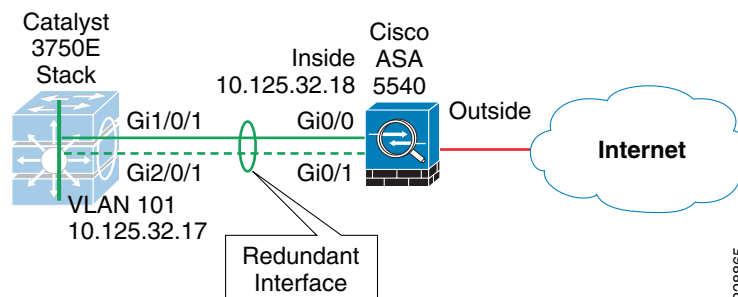 Catalyst
3750E
Stack
Inside
10.125.32.18
Cisco
ASA
5540
Gi1/0/1
Gi0/0
Outside
Internet
Gi2/0/1
Gi0/1
VLAN 101
10.125.32.17
Redundant
Interface